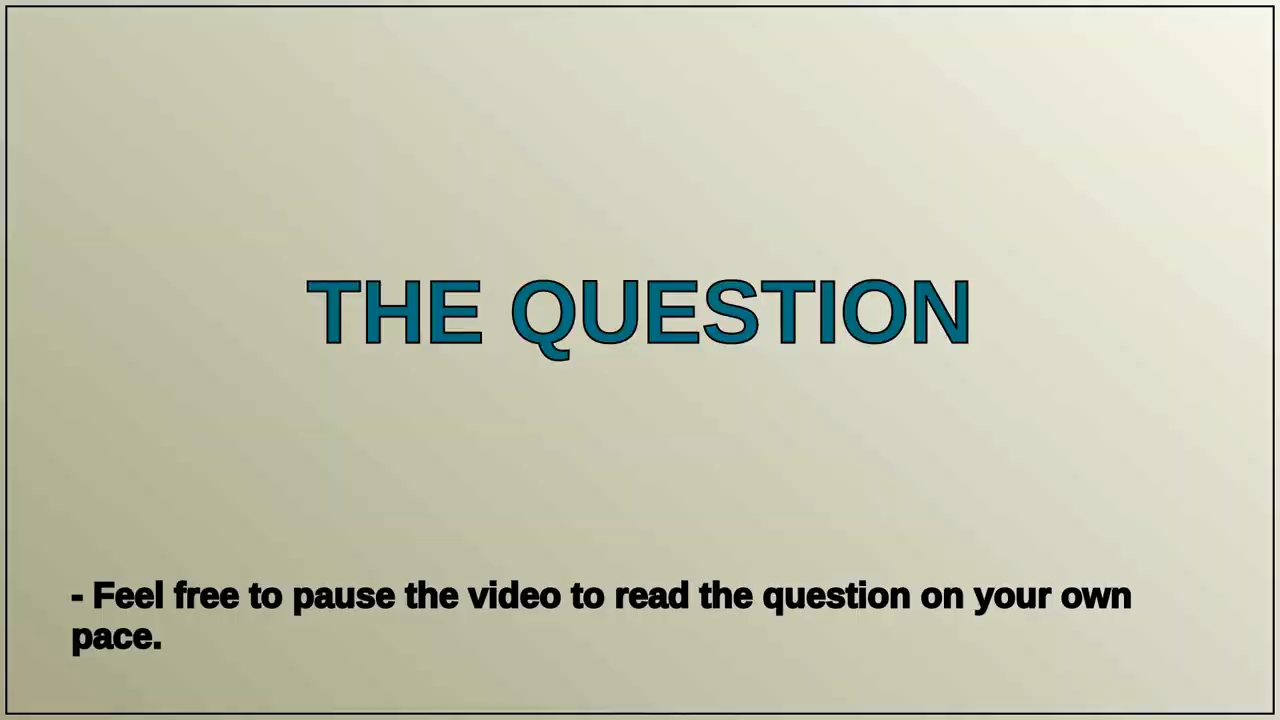 THE QUESTION
- Feel free to pause the video to read the question on your own
pace.